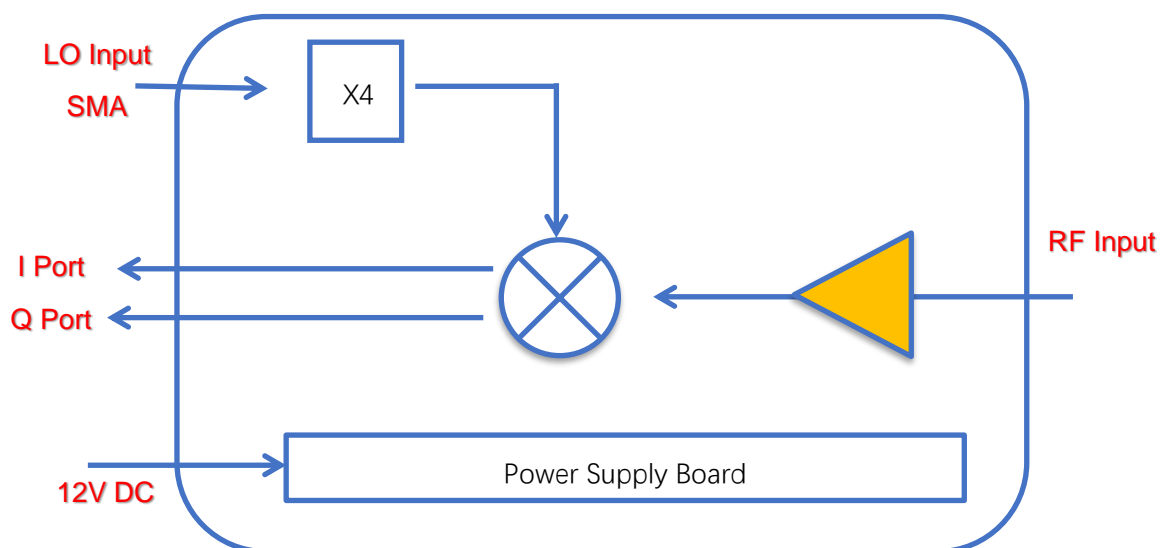 LO Input
SMA
X4
RF Input
I Port
Q Port
Power Supply Board
12V DC